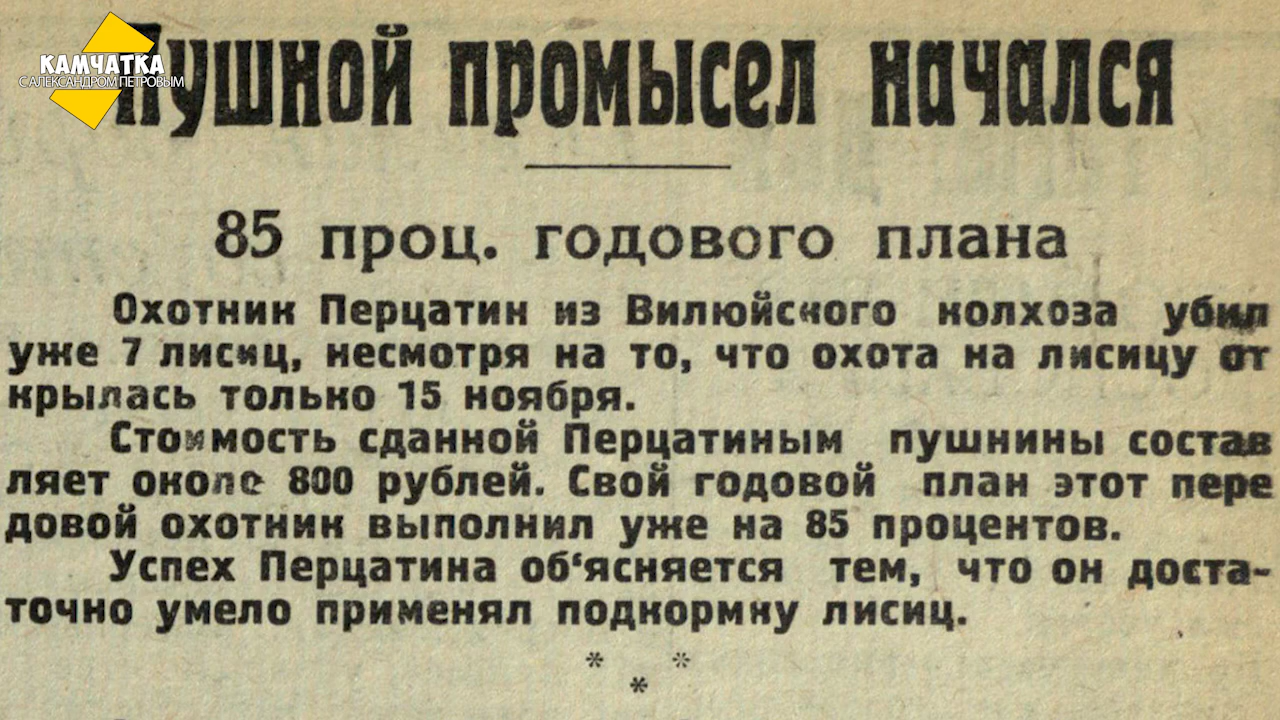 КАМЧАТКА
С АЛЕКСАНДРОМ ПЕТРОВЫМ
Пушной промысел начался
85 проц. годового плана
Охотник Перцатин из Вилюйского колхоза убил
уже 7 лисиц, несмотря на то, что охота на лисицу от
крылась только 15 ноября.
Стоимость сданной Перцатиным пушнины состав
ляет около 800 рублей. Свой годовой план этот пере
довой охотник выполнил уже на 85 процентов.
Успех Перцатина об‘ясняется тем, что он доста-
точно умело применял подкормку лисиц.
* *
*